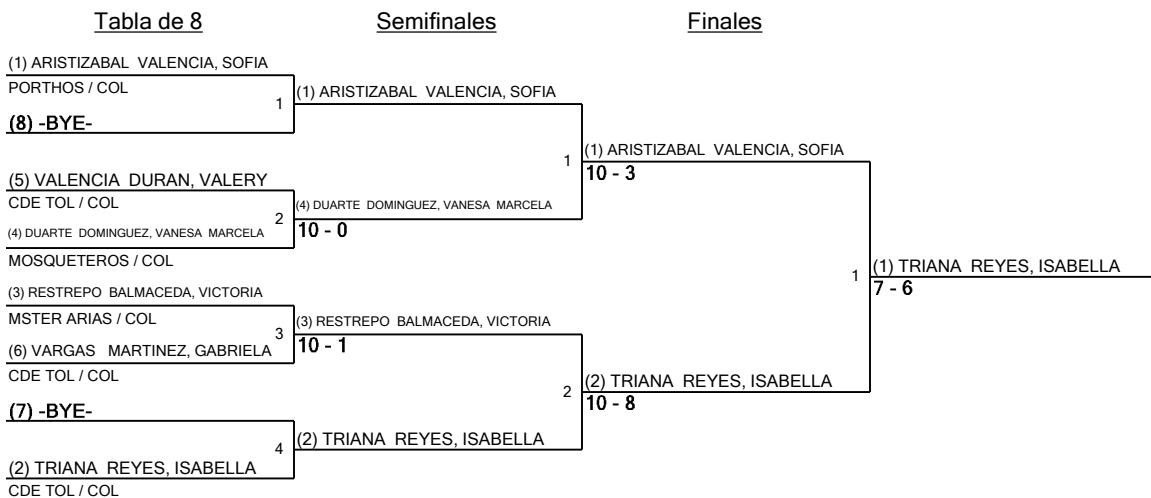 Tabla de 8
Semifinales
Finales
(1) ARISTIZABAL VALENCIA, SOFIA
PORTHOS / COL
1
(8) -BYE-
(1) ARISTIZABAL VALENCIA, SOFIA
(5) VALENCIA DURAN, VALERY
CDE TOL / COL
2
(4) DUARTE DOMINGUEZ, VANESA MARCELA
MOSQUETEROS / COL
(4) DUARTE DOMINGUEZ, VANESA MARCELA
10 - 0
1
(1) ARISTIZABAL VALENCIA, SOFIA
10 - 3
(3) RESTREPO BALMACEDA, VICTORIA
MSTER ARIAS / COL
3
(6) VARGAS MARTINEZ, GABRIELA
CDE TOL / COL
(3) RESTREPO BALMACEDA, VICTORIA
10 - 1
(7) -BYE-
4
(2) TRIANA REYES, ISABELLA
CDE TOL / COL
(2) TRIANA REYES, ISABELLA
2
(2) TRIANA REYES, ISABELLA
10 - 8
1
(1) TRIANA REYES, ISABELLA
7 - 6